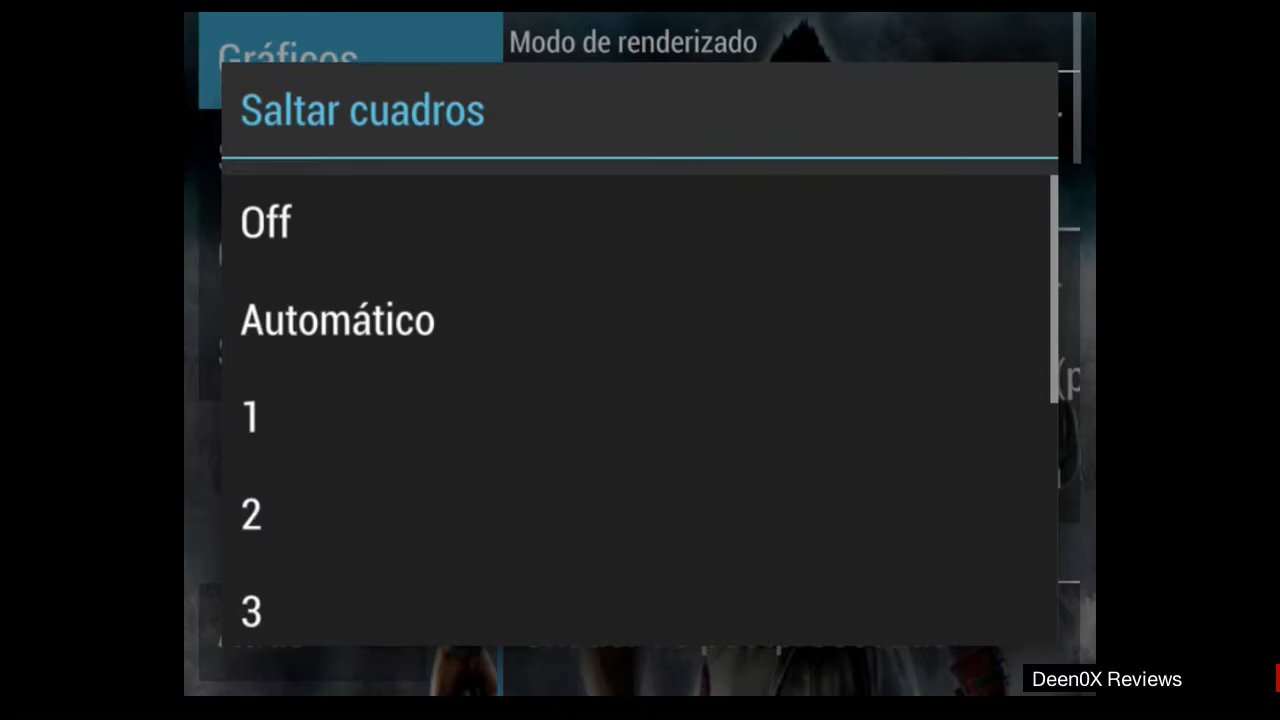 Gráficos
Modo de renderizado
Saltar cuadros
Off
Automático
1
2
(p
3
Deen0X Reviews